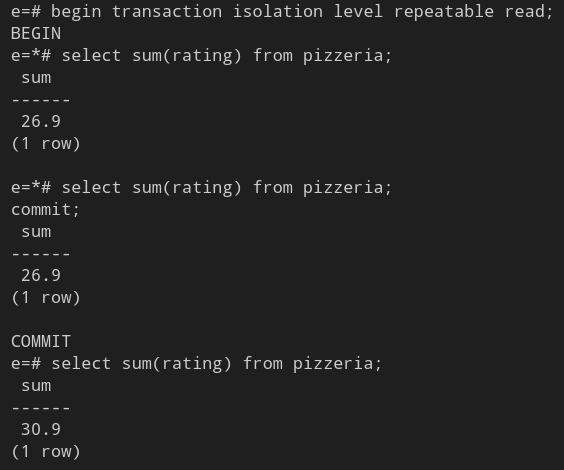 e=# begin transaction isolation level repeatable read;
BEGIN
e=*# select sum(rating) from pizzeria;
 sum
------
 26.9
(1 row)

e=*# select sum(rating) from pizzeria;
commit;
 sum
------
 26.9
(1 row)

COMMIT
e=# select sum(rating) from pizzeria;
 sum
------
 30.9
(1 row)